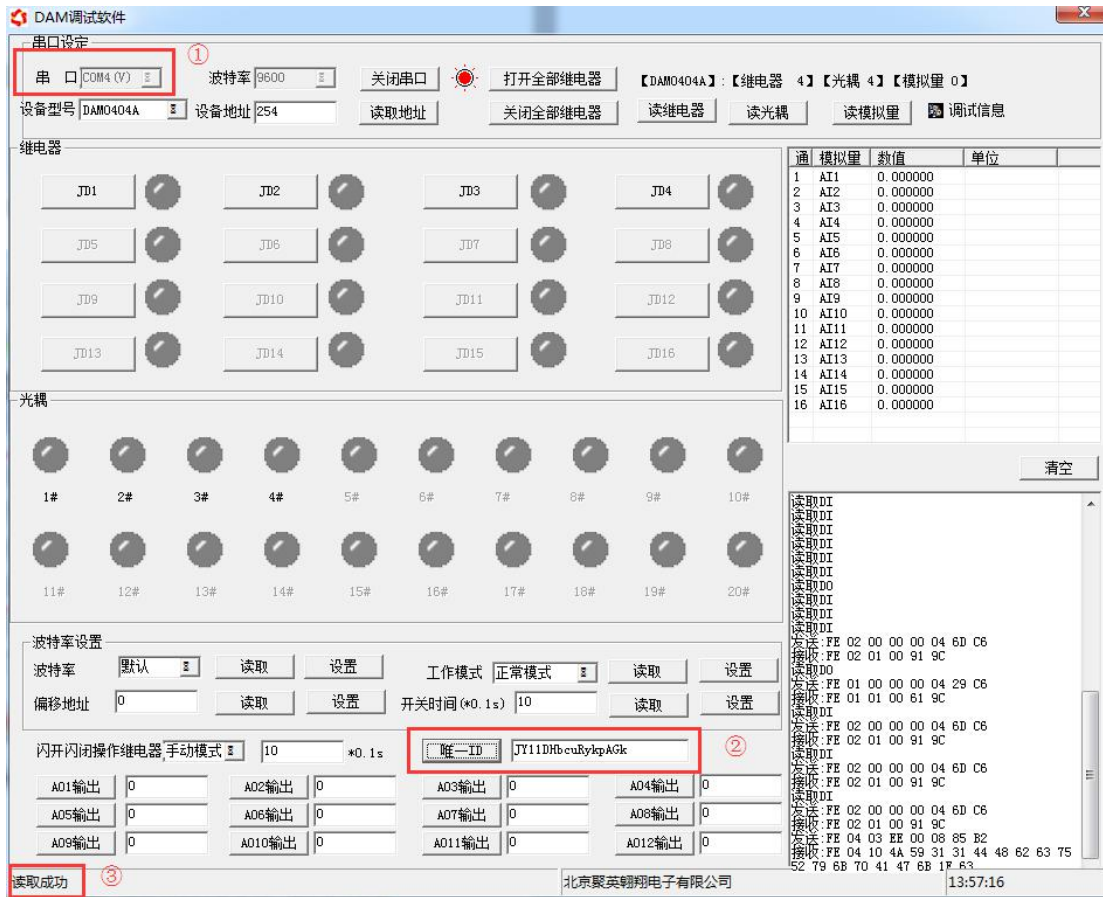 DAM调试软件
串口设定
①
串 口 COM4(V) 波特率 9600 关闭串口 打开全部继电器 【DAM0404A】:【继电器 4】【光耦 4】【模拟量 0】
设备型号 DAM0404A 设备地址 254 读取地址 关闭全部继电器 读继电器 读光耦 读模拟量 调试信息
继电器
JD1 JD2 JD3 JD4
JD5 JD6 JD7 JD8
JD9 JD10 JD11 JD12
JD13 JD14 JD15 JD16
通 模拟量 数值 单位
1 AI1 0.000000
2 AI2 0.000000
3 AI3 0.000000
4 AI4 0.000000
5 AI5 0.000000
6 AI6 0.000000
7 AI7 0.000000
8 AI8 0.000000
9 AI9 0.000000
10 AI10 0.000000
11 AI11 0.000000
12 AI12 0.000000
13 AI13 0.000000
14 AI14 0.000000
15 AI15 0.000000
16 AI16 0.000000
光耦
1# 2# 3# 4# 5# 6# 7# 8# 9# 10#
11# 12# 13# 14# 15# 16# 17# 18# 19# 20#
清空
读取DI
读取DI
读取DI
读取DI
读取DI
读取DI
读取DO
读取DI
读取DI
读取DI
发送:FE 02 00 00 00 04 6D C6
接收:FE 02 01 00 91 9C
读取DO
发送:FE 01 00 00 00 04 29 C6
接收:FE 01 01 00 61 9C
读取DI
发送:FE 02 00 00 00 04 6D C6
接收:FE 02 01 00 91 9C
读取DI
发送:FE 02 00 00 00 04 6D C6
接收:FE 02 01 00 91 9C
读取DI
发送:FE 02 00 00 00 04 6D C6
接收:FE 02 01 00 91 9C
发送:FE 04 03 EE 00 08 85 B2
接收:FE 04 10 4A 59 31 31 44 48 62 63 75
52 79 6B 70 41 47 6B 1F 63
波特率设置
波特率 默认 读取 设置 工作模式 正常模式 读取 设置
偏移地址 0 读取 设置 开关时间(*0.1s) 10 读取 设置
闪开闪闭操作继电器 手动模式 10 *0.1s 唯一ID JY11DHbcuRykpAGk ②
AO1输出 0 AO2输出 0 AO3输出 0 AO4输出 0
AO5输出 0 AO6输出 0 AO7输出 0 AO8输出 0
AO9输出 0 AO10输出 0 AO11输出 0 AO12输出 0
读取成功 ③ 北京聚英翱翔电子有限公司 13:57:16